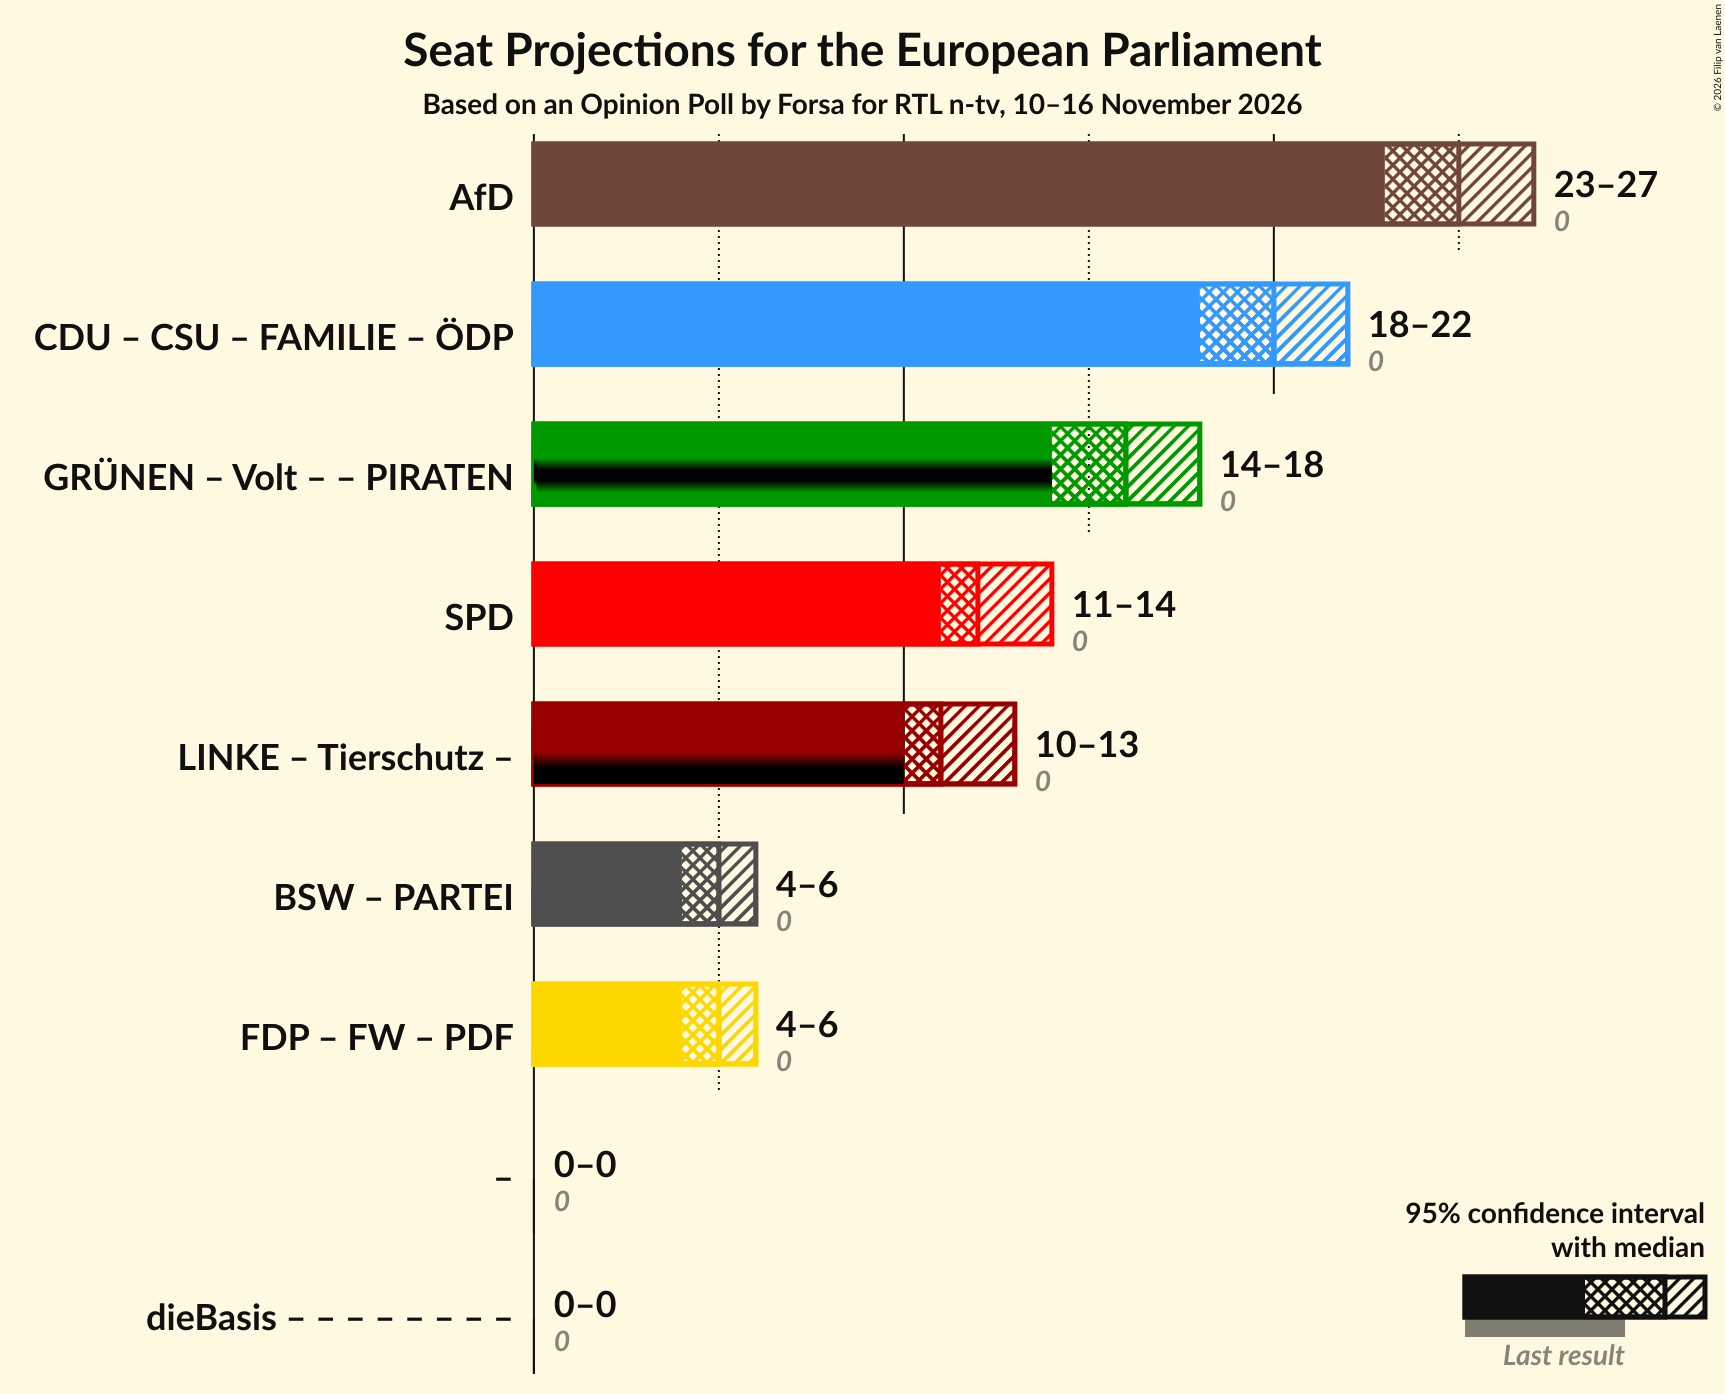 Seat Projections for the European Parliament
Based on an Opinion Poll by Forsa for RTL n-tv, 10–16 November 2026
© 2026 Filip van Laenen
AfD
23–27
0
CDU – CSU – FAMILIE – ÖDP
18–22
0
GRÜNEN – Volt – – PIRATEN
14–18
0
SPD
11–14
0
LINKE – Tierschutz –
10–13
0
BSW – PARTEI
4–6
0
FDP – FW – PDF
4–6
0
–
0–0
0
dieBasis – – – – – – – –
0–0
0
95% confidence interval
with median
Last result